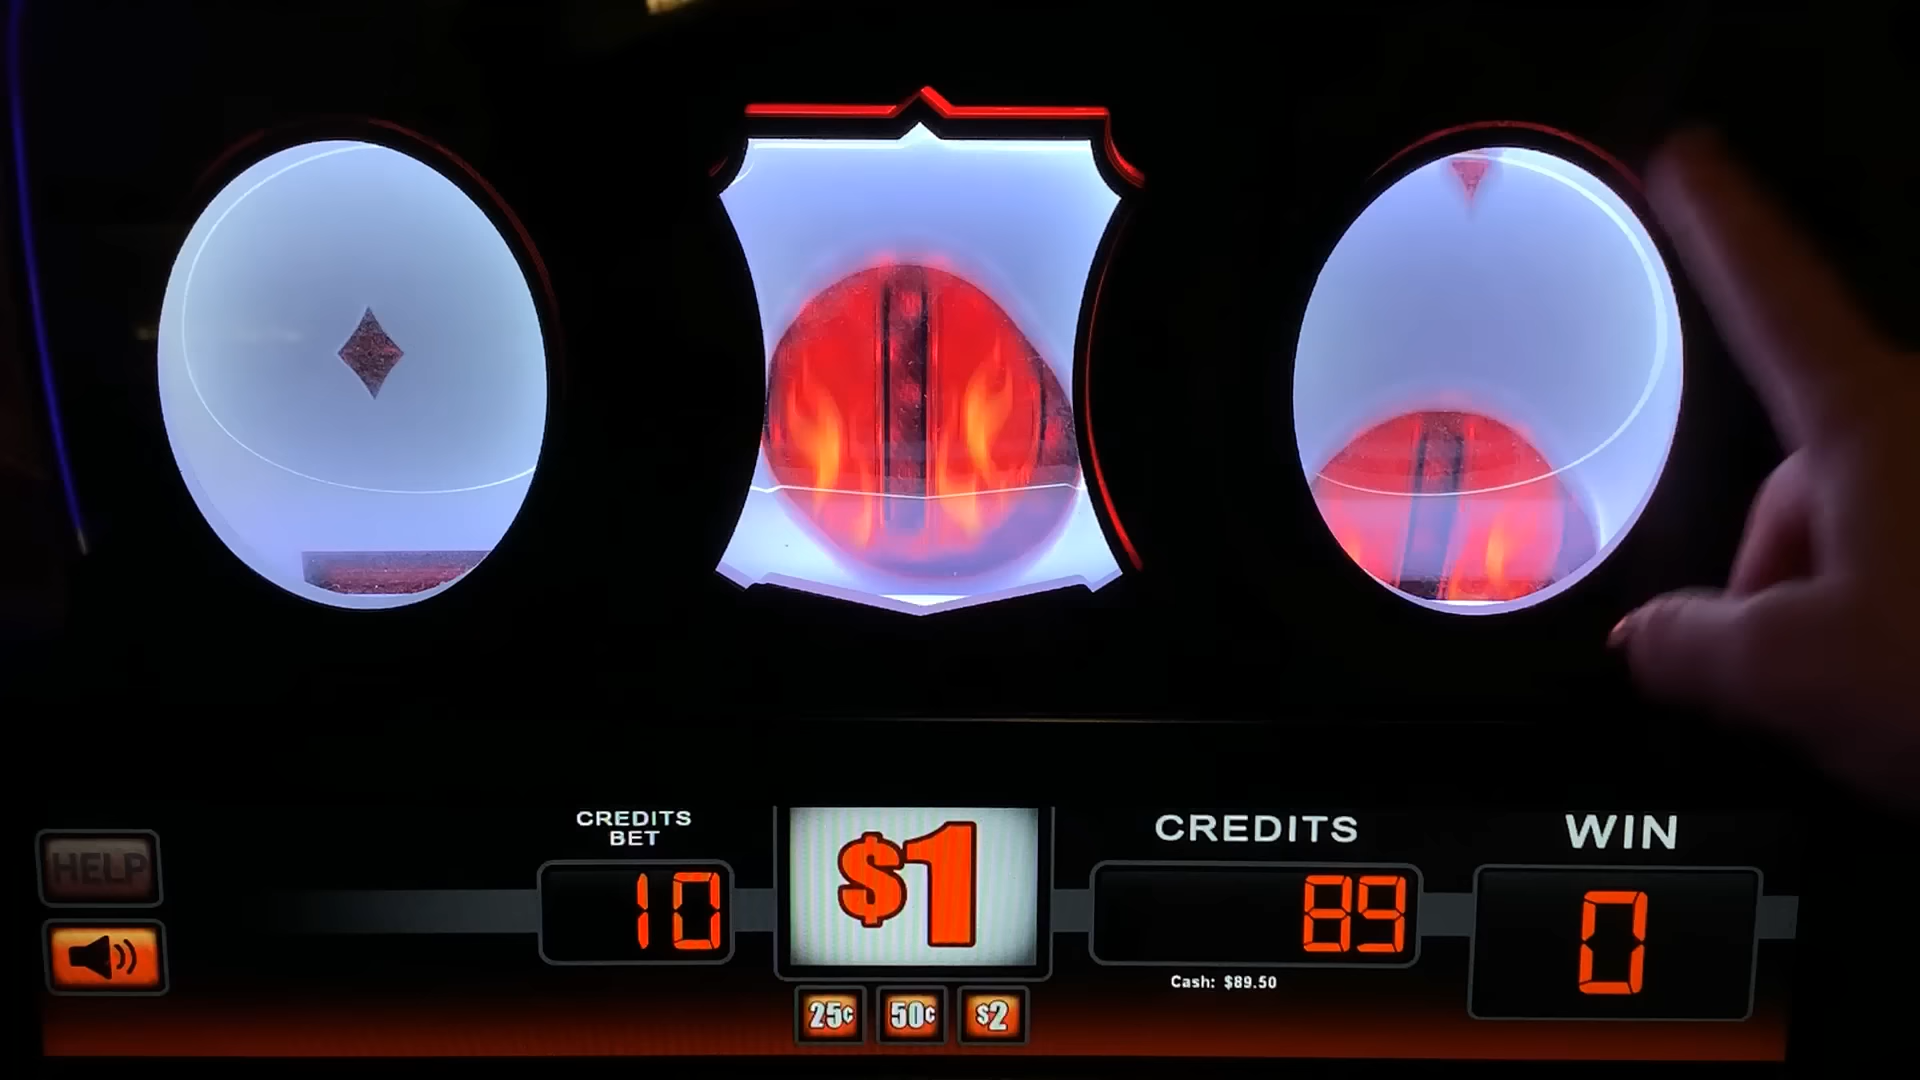 CREDITS
BET
10
$1
CREDITS
89
Cash: $89.50
WIN
0
HELP
25¢
50¢
$2